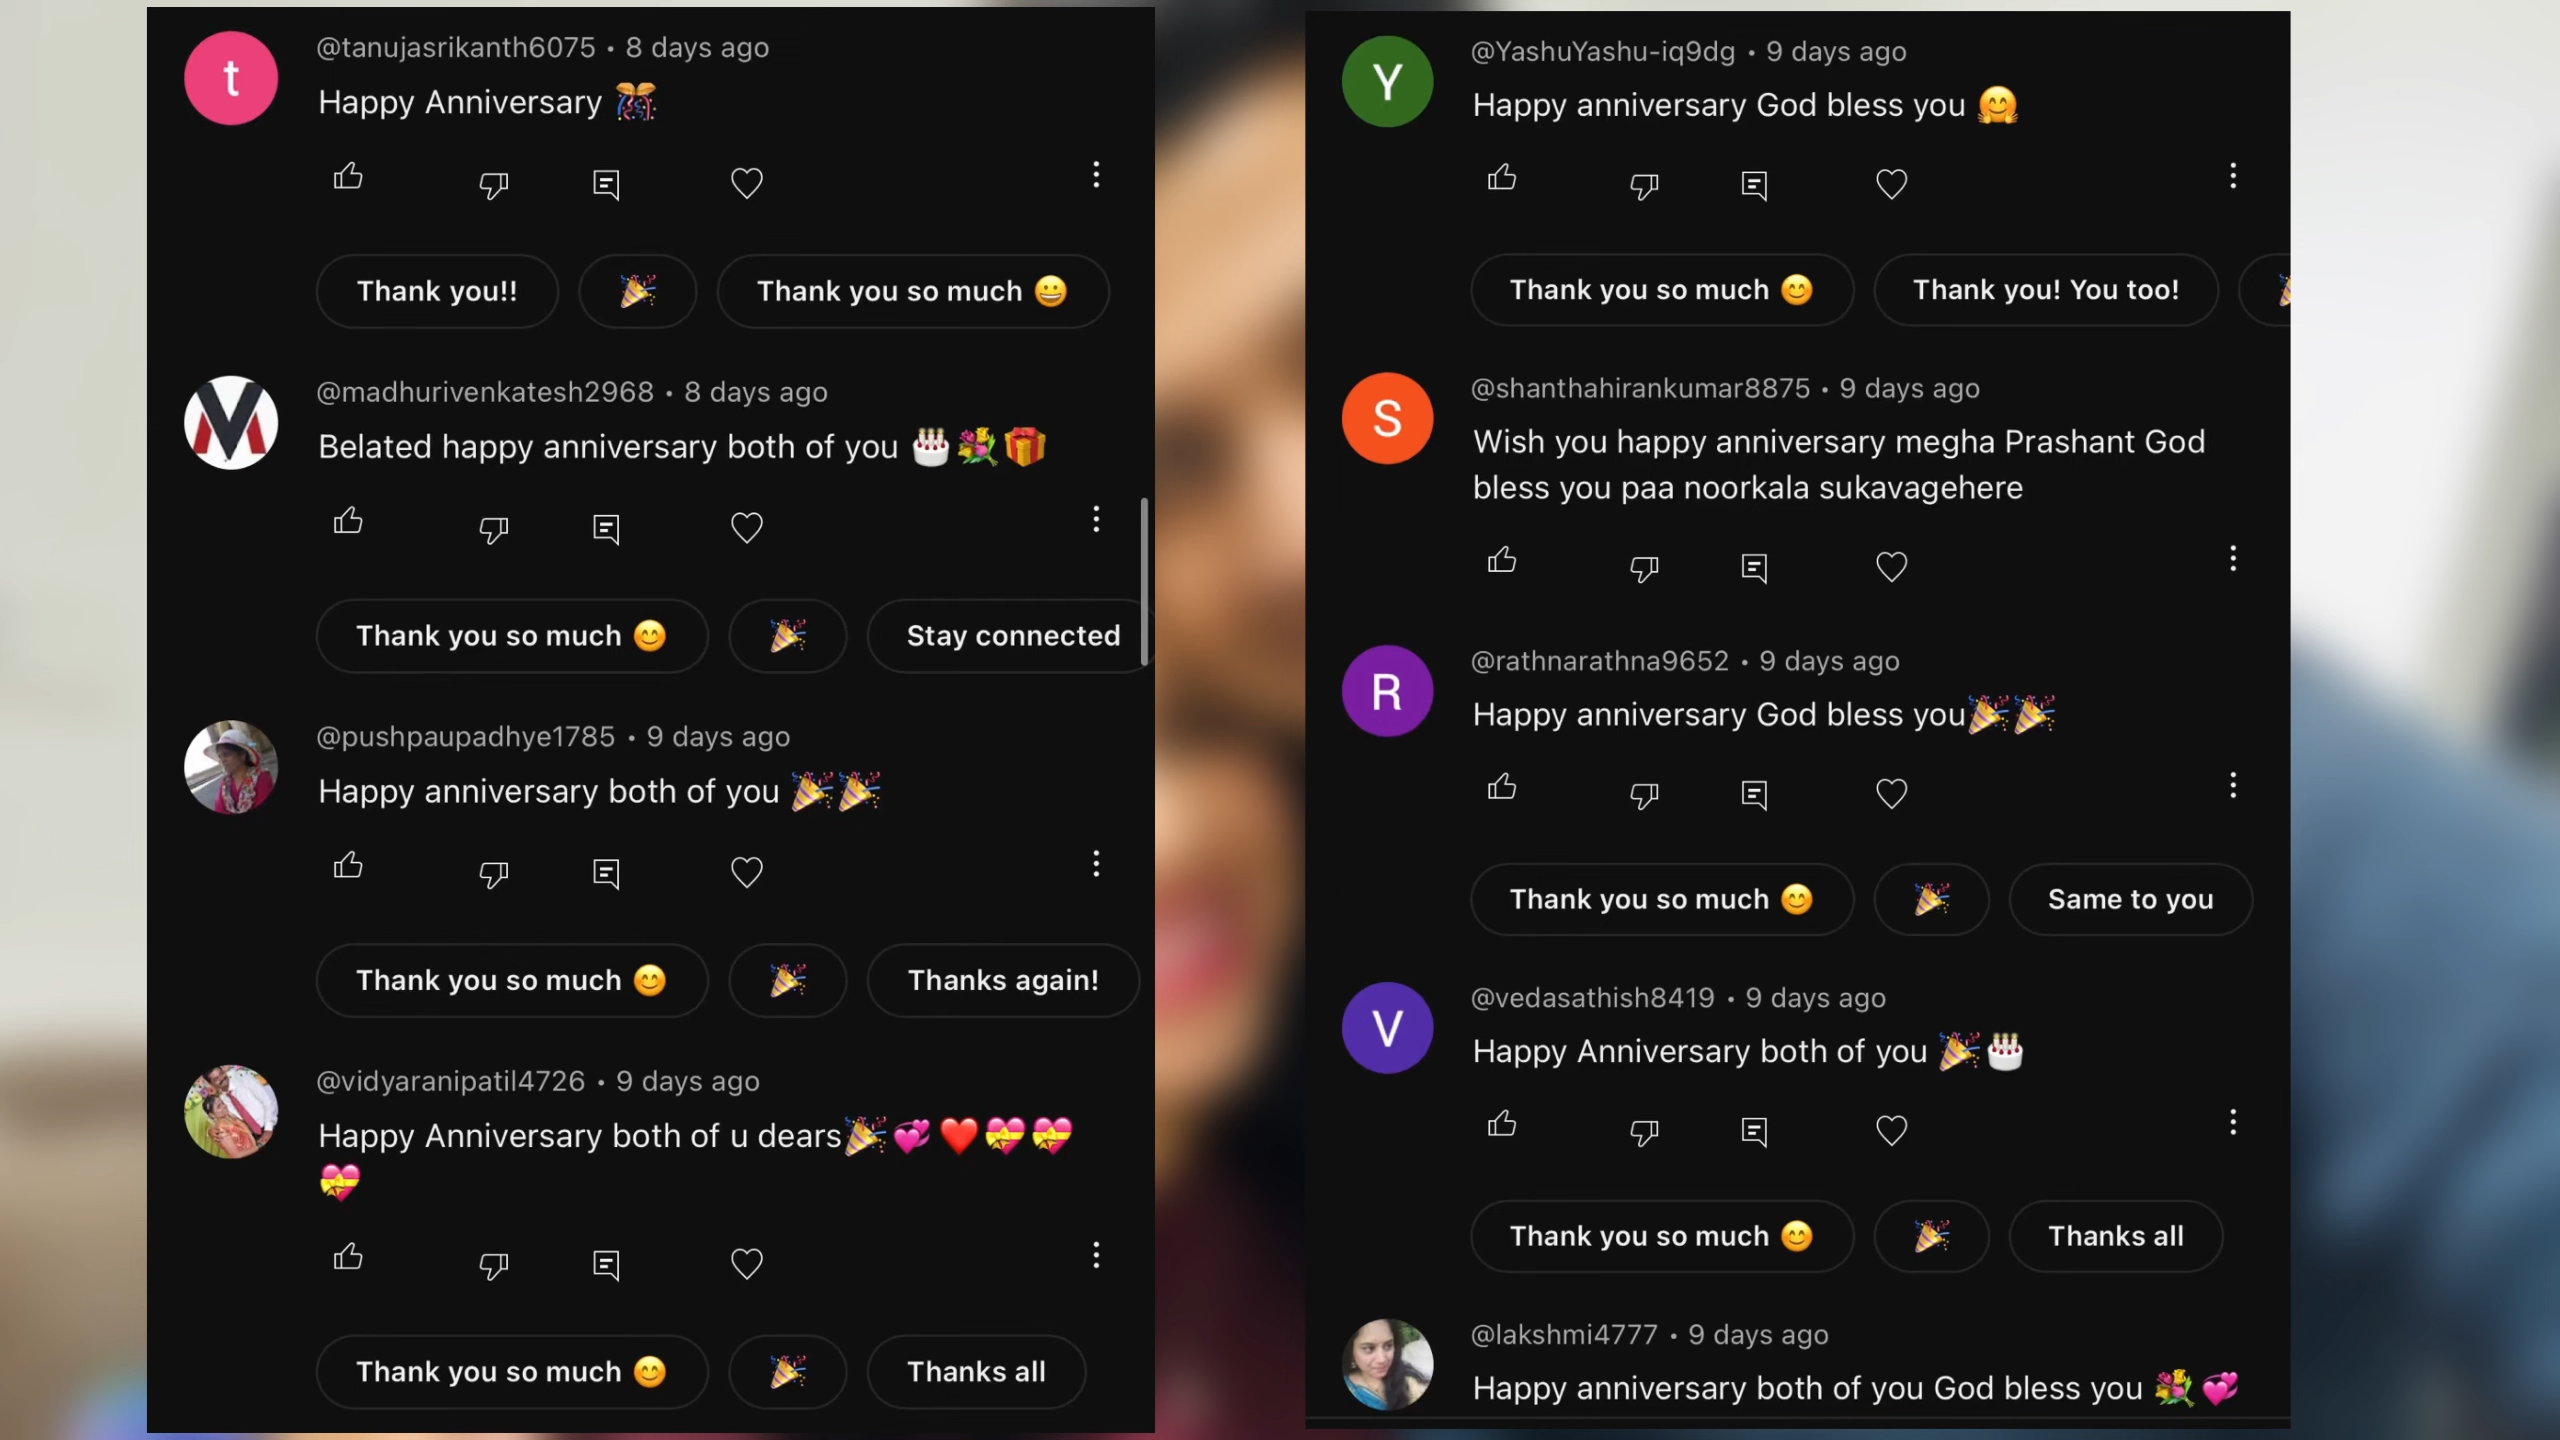 t
@tanujasrikanth6075 • 8 days ago
Happy Anniversary 🎊
Thank you!!
🎉
Thank you so much 😀
@madhurivenkatesh2968 • 8 days ago
Belated happy anniversary both of you 🎂💐🎁
Thank you so much 😊
🎉
Stay connected
@pushpaupadhye1785 • 9 days ago
Happy anniversary both of you 🎉🎉
Thank you so much 😊
🎉
Thanks again!
@vidyaranipatil4726 • 9 days ago
Happy Anniversary both of u dears🎉💞❤️💝💝
💝
Thank you so much 😊
🎉
Thanks all
Y
@YashuYashu-iq9dg • 9 days ago
Happy anniversary God bless you 🤗
Thank you so much 😊
Thank you! You too!
🎉
S
@shanthahirankumar8875 • 9 days ago
Wish you happy anniversary megha Prashant God
bless you paa noorkala sukavagehere
R
@rathnarathna9652 • 9 days ago
Happy anniversary God bless you🎉🎉
Thank you so much 😊
🎉
Same to you
V
@vedasathish8419 • 9 days ago
Happy Anniversary both of you 🎉🎂
Thank you so much 😊
🎉
Thanks all
@lakshmi4777 • 9 days ago
Happy anniversary both of you God bless you 💐💞